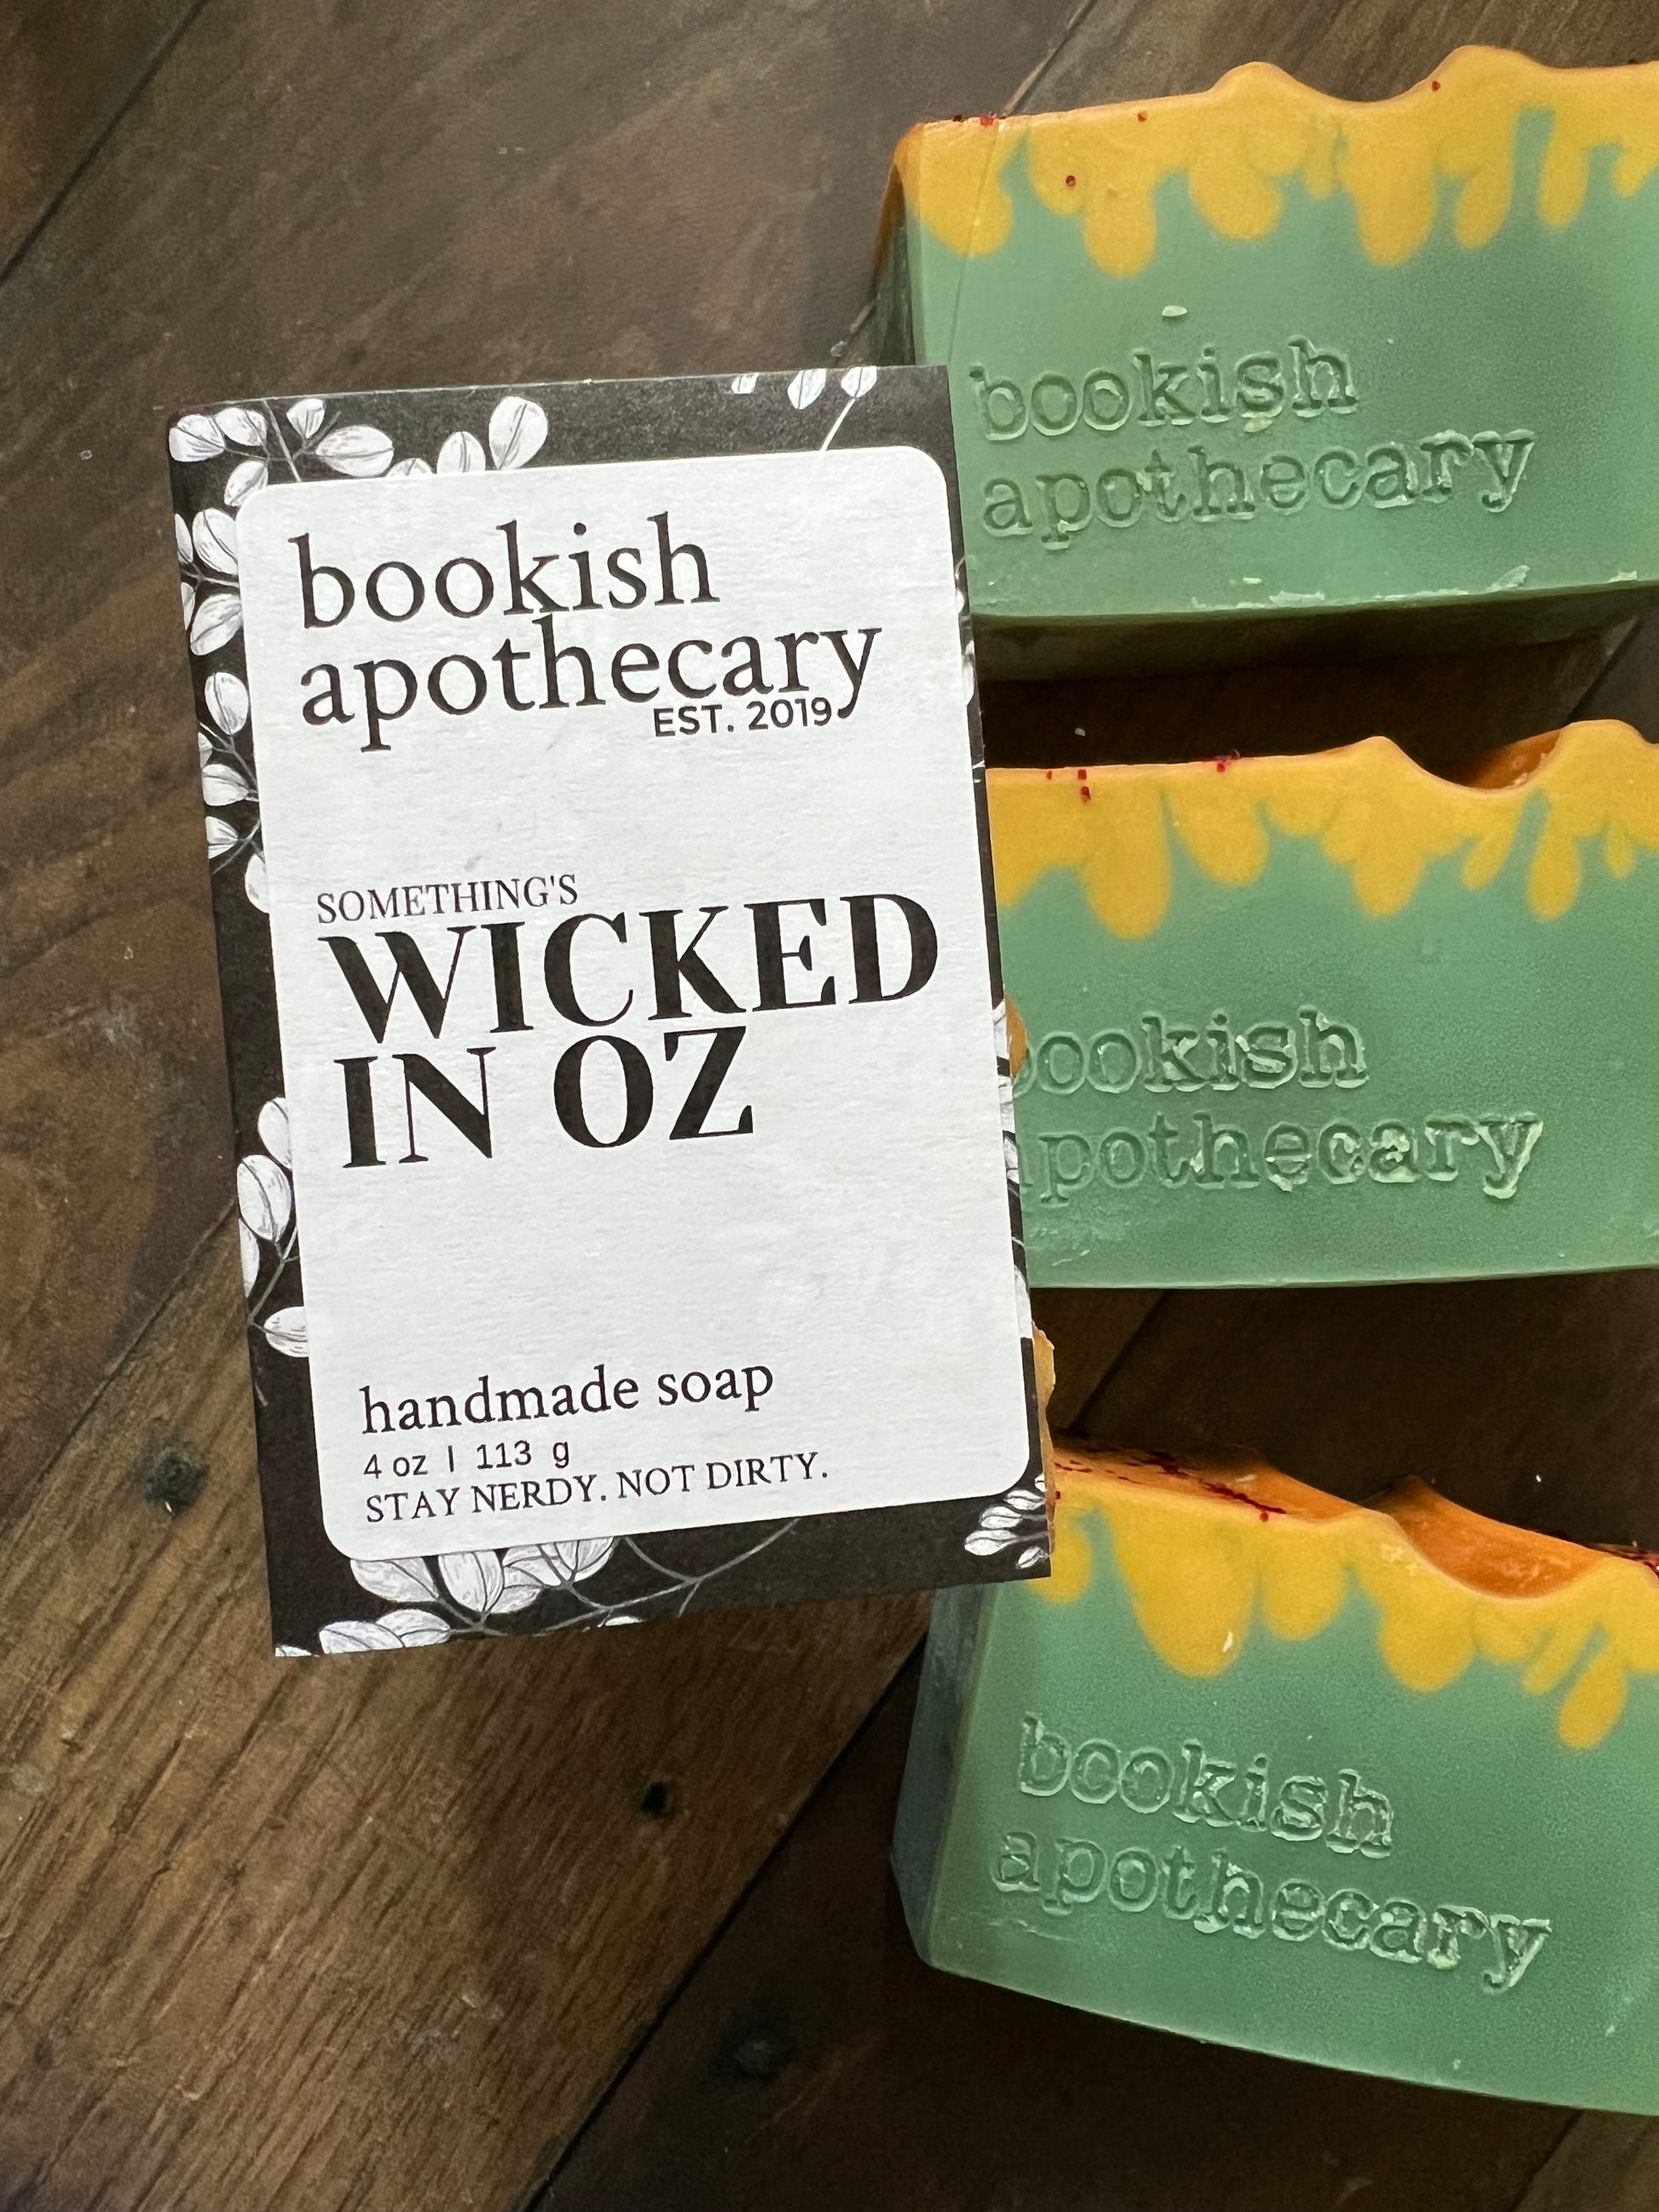 bookish
apothecary
EST. 2019
SOMETHING'S
WICKED
IN OZ
handmade soap
4 oz | 113 g
STAY NERDY. NOT DIRTY.
bookish
apothecary
bookish
apothecary
bookish
apothecary